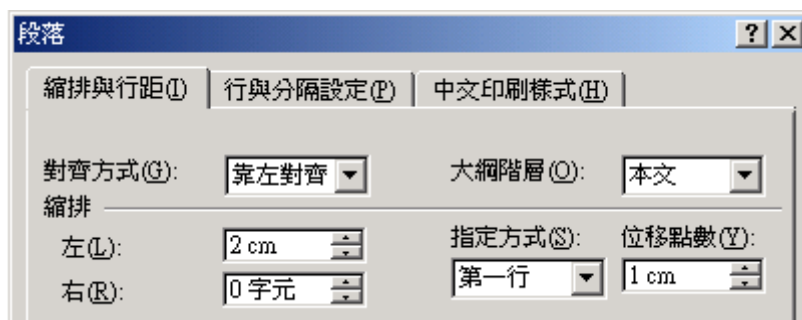 段落
縮排與行距(I) 行與分隔設定(P) 中文印刷樣式(H)
對齊方式(G): 靠左對齊 大綱階層(O): 本文
縮排
左(L): 2 cm 指定方式(S): 位移點數(Y):
右(R): 0 字元 第一行 1 cm